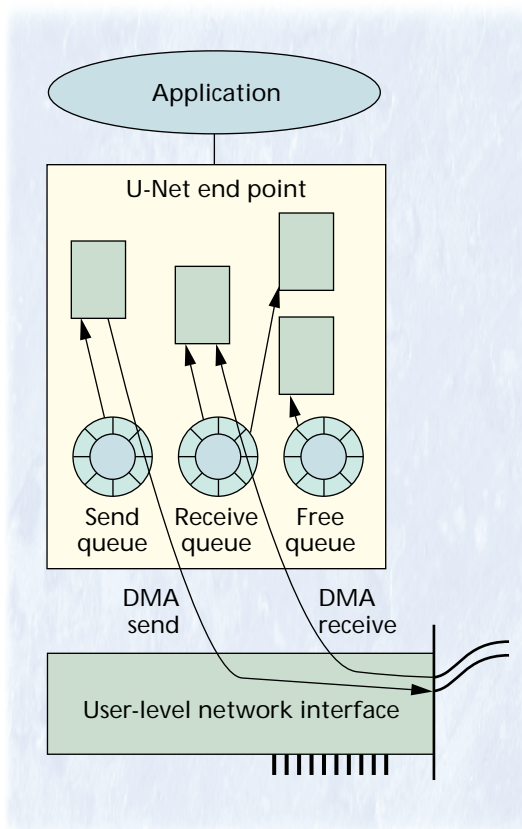 Application
U-Net end point
Send
queue
Receive
queue
Free
queue
DMA
send
DMA
receive
User-level network interface